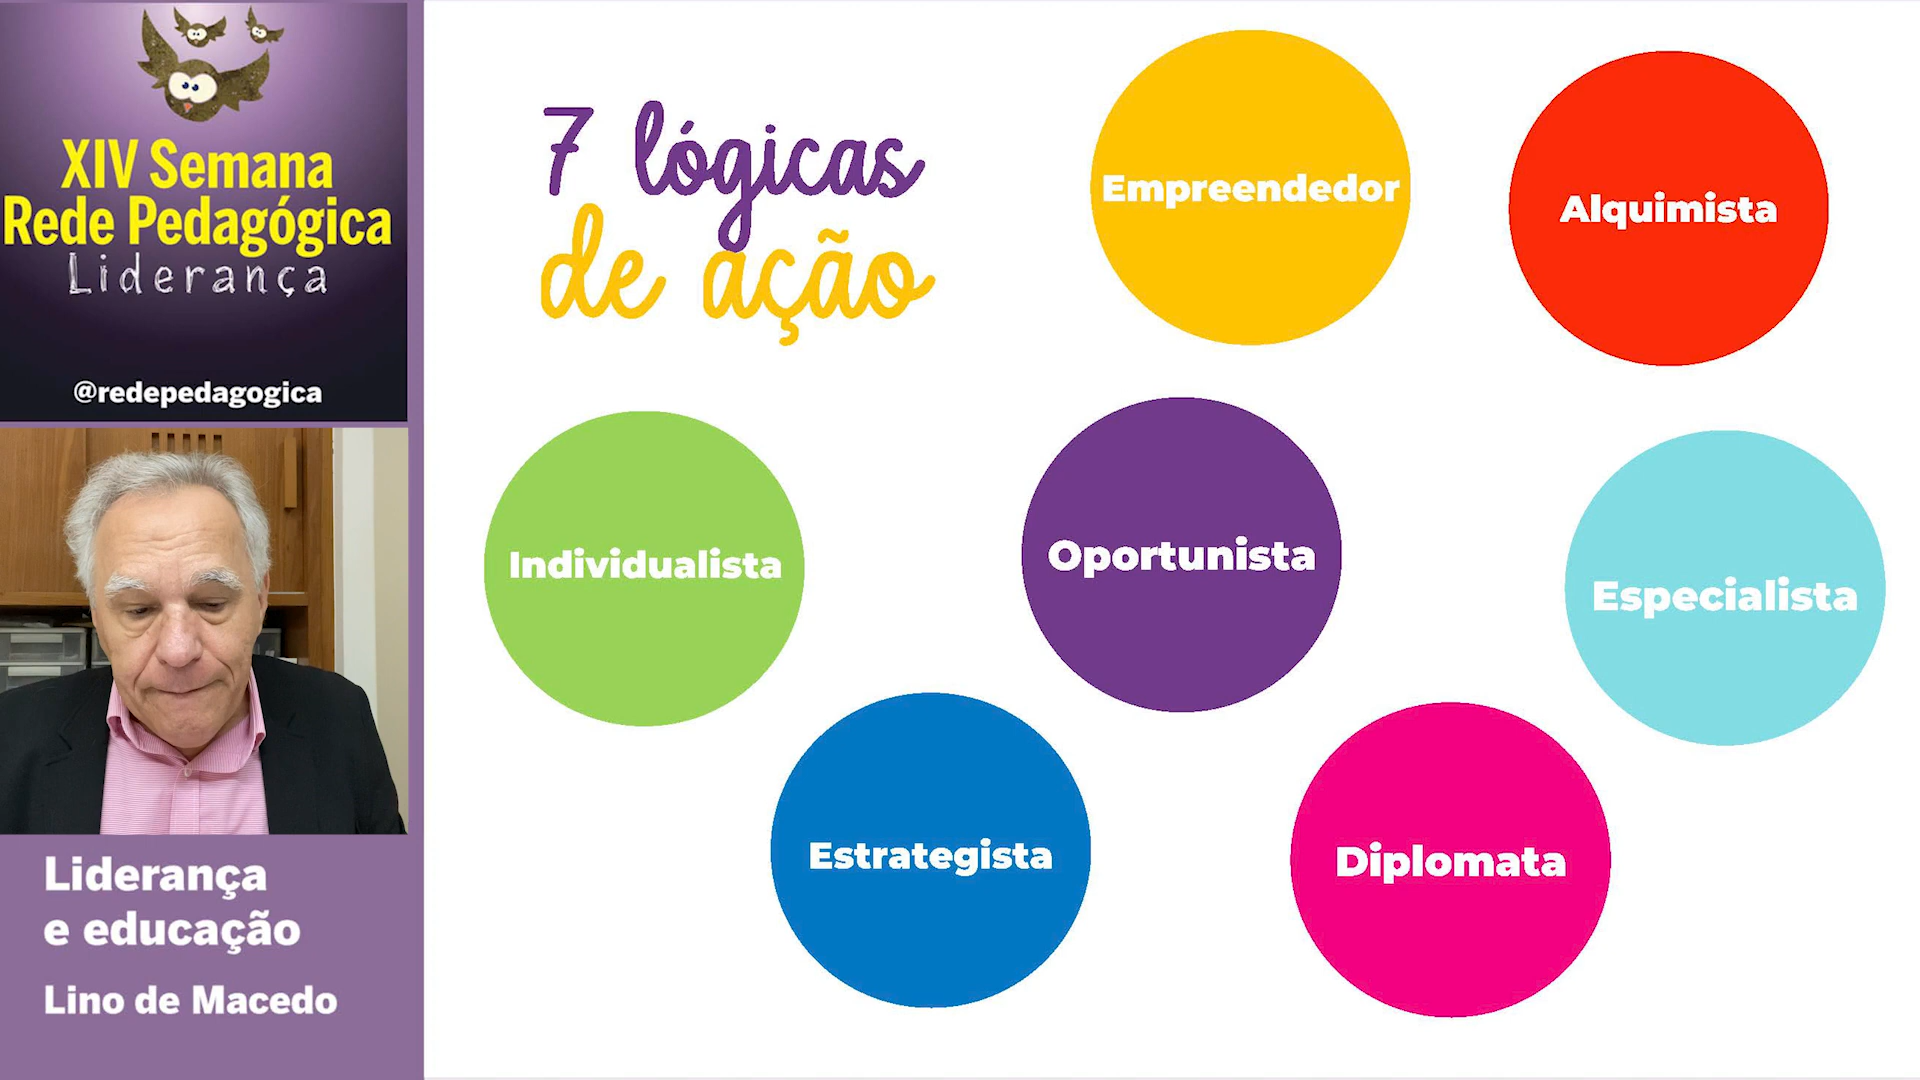 XIV Semana
Rede Pedagógica
Liderança
@redepedagogica
Liderança
e educação
Lino de Macedo
7 lógicas
de ação
Empreendedor
Alquimista
Individualista
Oportunista
Especialista
Estrategista
Diplomata